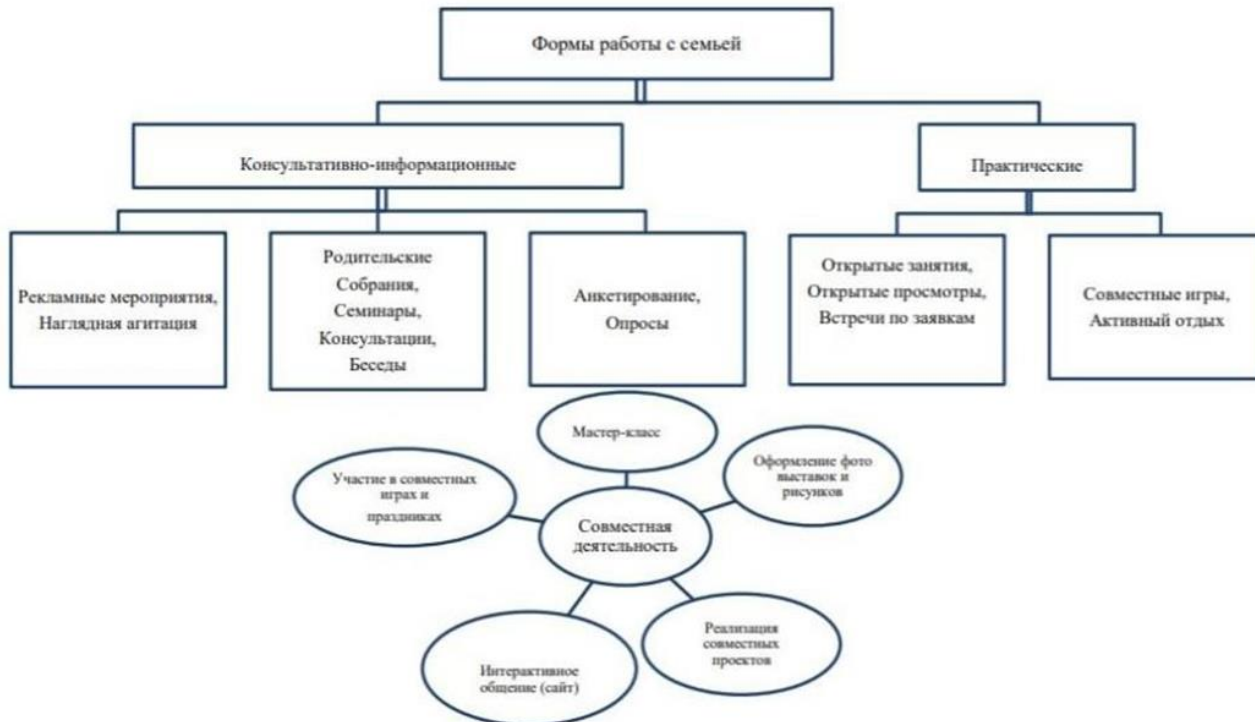 Формы работы с семьей
Консультативно-информационные
Практические
Рекламные мероприятия,
Наглядная агитация
Родительские
Собрания,
Семинары,
Консультации,
Беседы
Анкетирование,
Опросы
Открытые занятия,
Открытые просмотры,
Встречи по заявкам
Совместные игры,
Активный отдых
Мастер-класс
Участие в совместных
играх и
праздниках
Оформление фото
выставок и
рисунков
Совместная
деятельность
Интерактивное
общение (сайт)
Реализация
совместных
проектов